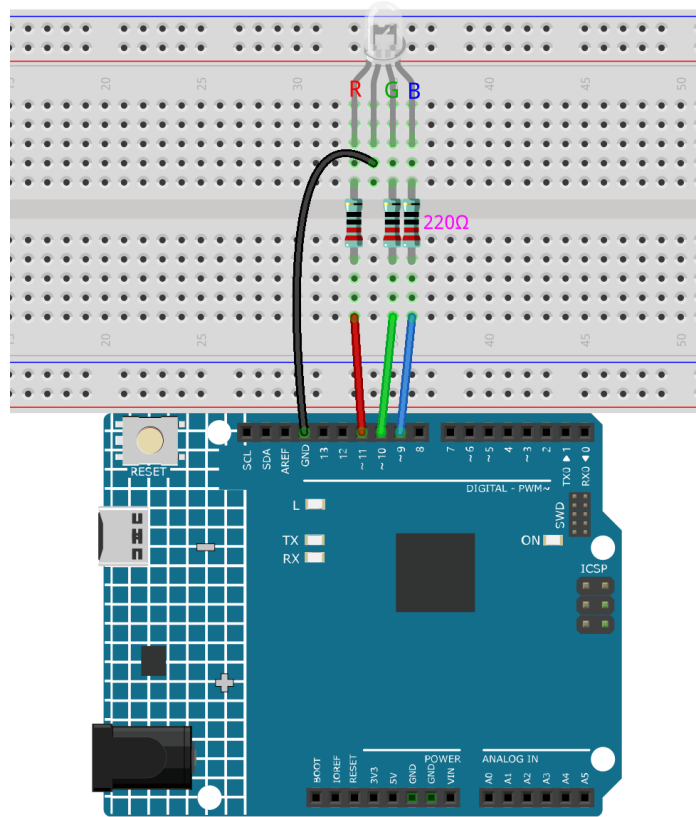 R G B
20 25 30 40 45 50
220Ω
20 25 30 40 45 50
RESET
SCL
SDA
AREF
GND
13
12
~11
~10
~9
8
7
~6
~5
4
~3
2
TX0 ▶ 1
RX0 ◀ 0
DIGITAL - PWM~
L
TX
RX
ON
SWD
ICSP
BOOT
IOREF
RESET
3V3
5V
GND
GND
VIN
POWER
ANALOG IN
A0
A1
A2
A3
A4
A5